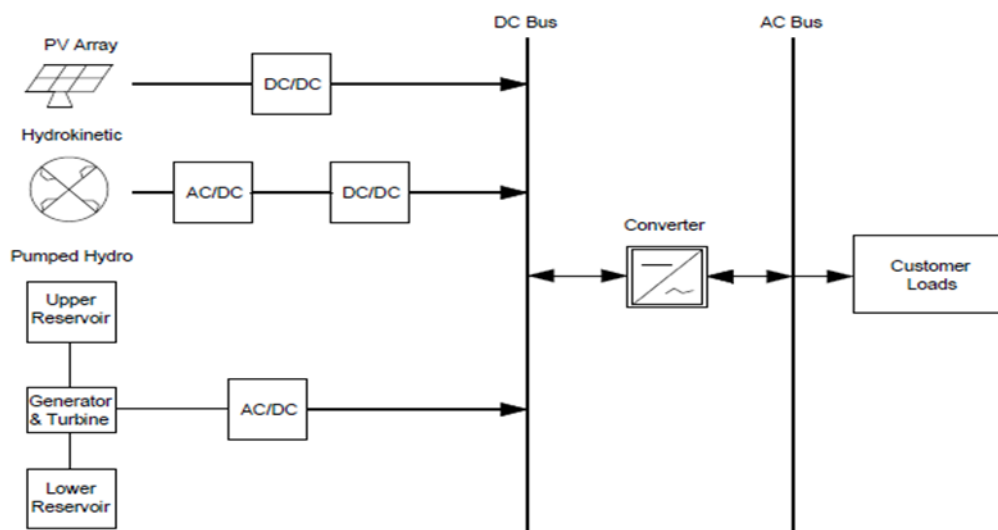 DC Bus
AC Bus
PV Array
DC/DC
Hydrokinetic
AC/DC
DC/DC
Converter
Pumped Hydro
Customer
Loads
Upper
Reservoir
Generator
& Turbine
AC/DC
Lower
Reservoir